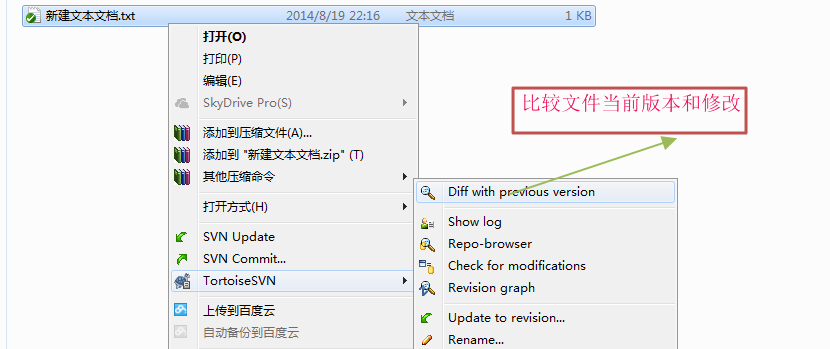 新建文本文档.txt 2014/8/19 22:16 文本文档 1 KB
打开(O)
打印(P)
编辑(E)
SkyDrive Pro(S)
添加到压缩文件(A)...
添加到 "新建文本文档.zip" (T)
其他压缩命令
打开方式(H)
SVN Update
SVN Commit...
TortoiseSVN
上传到百度云
自动备份到百度云
比较文件当前版本和修改
Diff with previous version
Show log
Repo-browser
Check for modifications
Revision graph
Update to revision...
Rename...